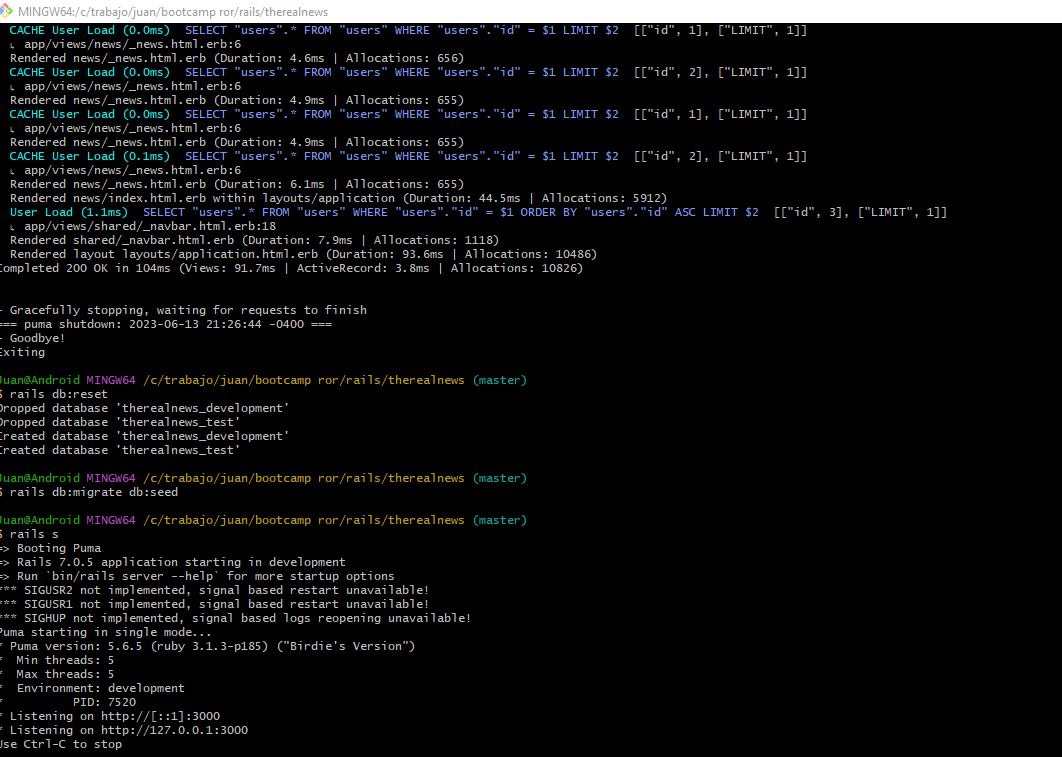 MINGW64:/c/trabajo/juan/bootcamp ror/rails/therealnews
CACHE User Load (0.0ms)  SELECT "users".* FROM "users" WHERE "users"."id" = $1 LIMIT $2  [["id", 1], ["LIMIT", 1]]
↳ app/views/news/_news.html.erb:6
Rendered news/_news.html.erb (Duration: 4.6ms | Allocations: 656)
CACHE User Load (0.0ms)  SELECT "users".* FROM "users" WHERE "users"."id" = $1 LIMIT $2  [["id", 2], ["LIMIT", 1]]
↳ app/views/news/_news.html.erb:6
Rendered news/_news.html.erb (Duration: 4.9ms | Allocations: 655)
CACHE User Load (0.0ms)  SELECT "users".* FROM "users" WHERE "users"."id" = $1 LIMIT $2  [["id", 1], ["LIMIT", 1]]
↳ app/views/news/_news.html.erb:6
Rendered news/_news.html.erb (Duration: 4.9ms | Allocations: 655)
CACHE User Load (0.1ms)  SELECT "users".* FROM "users" WHERE "users"."id" = $1 LIMIT $2  [["id", 2], ["LIMIT", 1]]
↳ app/views/news/_news.html.erb:6
Rendered news/_news.html.erb (Duration: 6.1ms | Allocations: 655)
Rendered news/index.html.erb within layouts/application (Duration: 44.5ms | Allocations: 5912)
User Load (1.1ms)  SELECT "users".* FROM "users" WHERE "users"."id" = $1 ORDER BY "users"."id" ASC LIMIT $2  [["id", 3], ["LIMIT", 1]]
↳ app/views/shared/_navbar.html.erb:18
Rendered shared/_navbar.html.erb (Duration: 7.9ms | Allocations: 1118)
Rendered layout layouts/application.html.erb (Duration: 93.6ms | Allocations: 10486)
Completed 200 OK in 104ms (Views: 91.7ms | ActiveRecord: 3.8ms | Allocations: 10826)
- Gracefully stopping, waiting for requests to finish
=== puma shutdown: 2023-06-13 21:26:44 -0400 ===
- Goodbye!
Exiting
Juan@Android MINGW64 /c/trabajo/juan/bootcamp ror/rails/therealnews (master)
$ rails db:reset
Dropped database 'therealnews_development'
Dropped database 'therealnews_test'
Created database 'therealnews_development'
Created database 'therealnews_test'
Juan@Android MINGW64 /c/trabajo/juan/bootcamp ror/rails/therealnews (master)
$ rails db:migrate db:seed
Juan@Android MINGW64 /c/trabajo/juan/bootcamp ror/rails/therealnews (master)
$ rails s
=> Booting Puma
=> Rails 7.0.5 application starting in development
=> Run `bin/rails server --help` for more startup options
*** SIGUSR2 not implemented, signal based restart unavailable!
*** SIGUSR1 not implemented, signal based restart unavailable!
*** SIGHUP not implemented, signal based logs reopening unavailable!
Puma starting in single mode...
* Puma version: 5.6.5 (ruby 3.1.3-p185) ("Birdie's Version")
*  Min threads: 5
*  Max threads: 5
*  Environment: development
*          PID: 7520
* Listening on http://[::1]:3000
* Listening on http://127.0.0.1:3000
Use Ctrl-C to stop